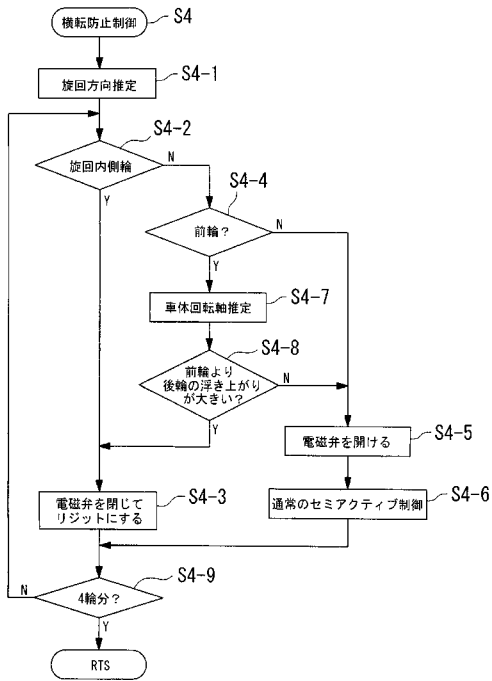 横転防止制御
S4
旋回方向推定
S4-1
S4-2
旋回内側輪
N
Y
S4-4
前輪?
N
Y
車体回転軸推定
S4-7
S4-8
前輪より
後輪の浮き上がり
が大きい?
N
Y
電磁弁を開ける
S4-5
電磁弁を閉じて
リジットにする
S4-3
通常のセミアクティブ制御
S4-6
S4-9
N
4輪分?
Y
RTS